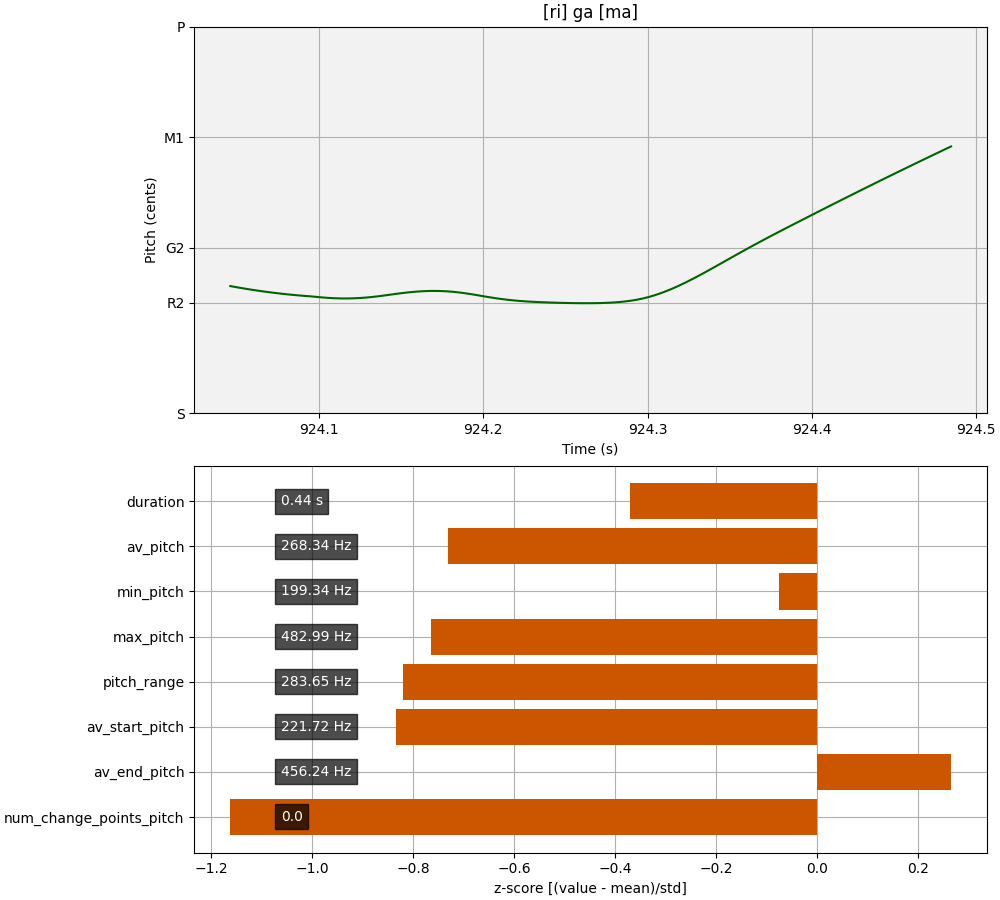 [ri] ga [ma]
P
M1
G2
R2
S
Pitch (cents)
924.1 924.2 924.3 924.4 924.5
Time (s)
duration 0.44 s
av_pitch 268.34 Hz
min_pitch 199.34 Hz
max_pitch 482.99 Hz
pitch_range 283.65 Hz
av_start_pitch 221.72 Hz
av_end_pitch 456.24 Hz
num_change_points_pitch 0.0
−1.2 −1.0 −0.8 −0.6 −0.4 −0.2 0.0 0.2
z-score [(value - mean)/std]